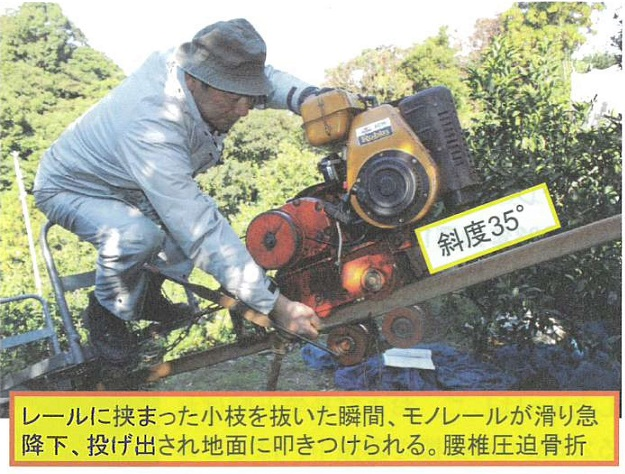 Robin
斜度35°
レールに挟まった小枝を抜いた瞬間、モノレールが滑り急
降下、投げ出され地面に叩きつけられる。腰椎圧迫骨折